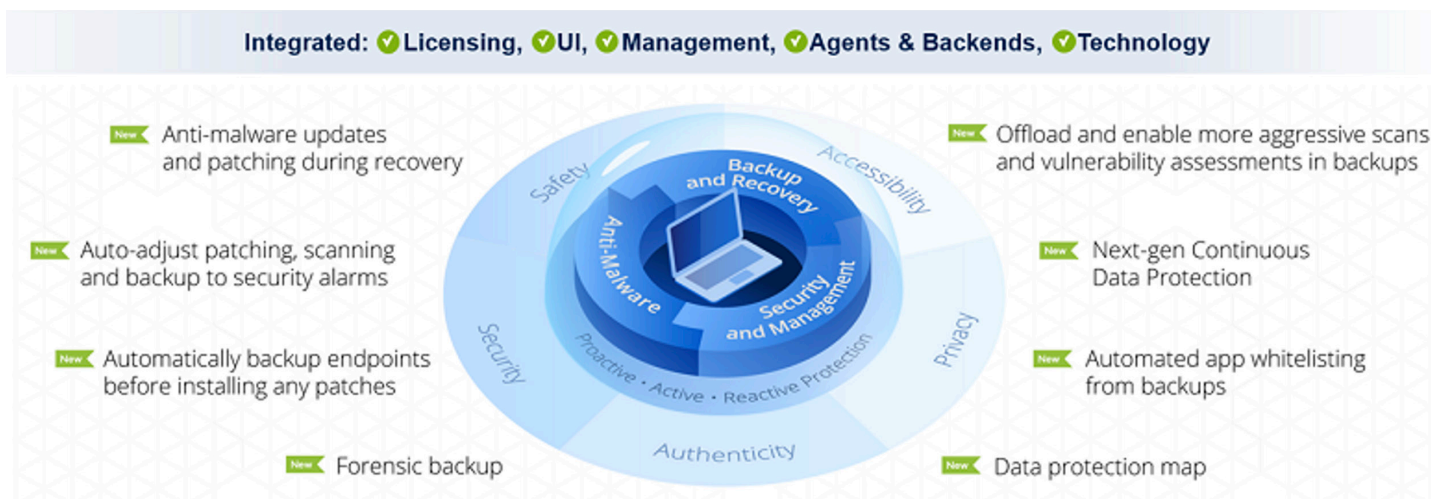 Integrated: Licensing, UI, Management, Agents & Backends, Technology
New Anti-malware updates
and patching during recovery
New Auto-adjust patching, scanning
and backup to security alarms
New Automatically backup endpoints
before installing any patches
New Forensic backup
Safety
Accessibility
Privacy
Authenticity
Security
Backup
and Recovery
Anti-Malware
Security
and Management
Proactive • Active • Reactive Protection
New Offload and enable more aggressive scans
and vulnerability assessments in backups
New Next-gen Continuous
Data Protection
New Automated app whitelisting
from backups
New Data protection map